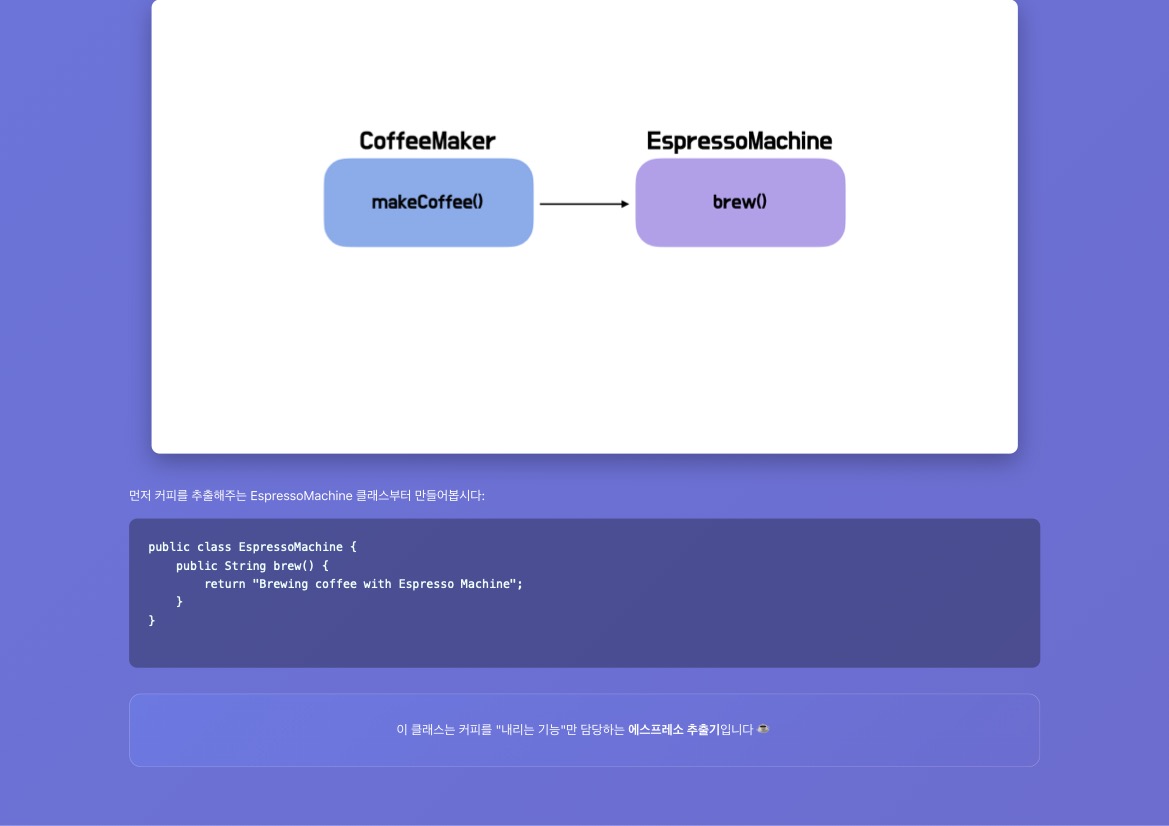 CoffeeMaker
EspressoMachine
makeCoffee()
brew()
먼저 커피를 추출해주는 EspressoMachine 클래스부터 만들어봅시다:
public class EspressoMachine {
    public String brew() {
        return "Brewing coffee with Espresso Machine";
    }
}
이 클래스는 커피를 "내리는 기능"만 담당하는 에스프레소 추출기입니다 ☕